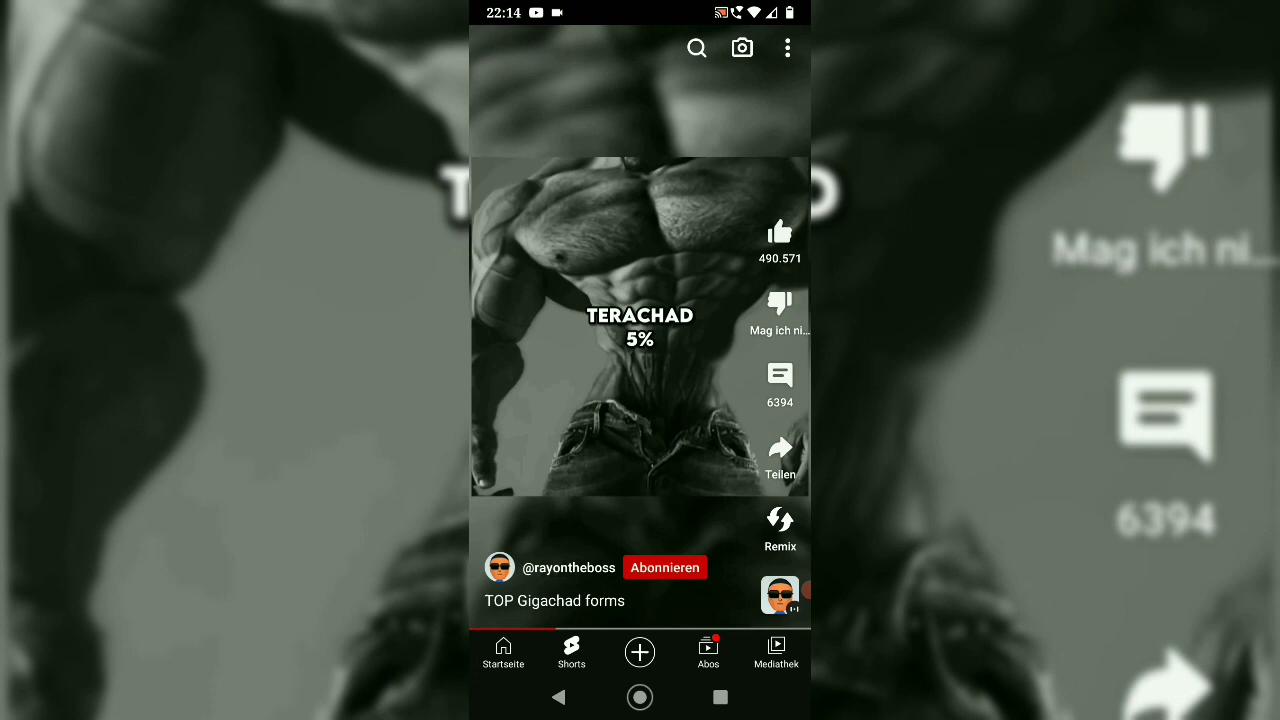 22:14
TERACHAD
5%
490.571
Mag ich ni...
6394
Teilen
Remix
@rayontheboss
Abonnieren
TOP Gigachad forms
Startseite
Shorts
Abos
Mediathek
T
D
Mag ich ni...
6394